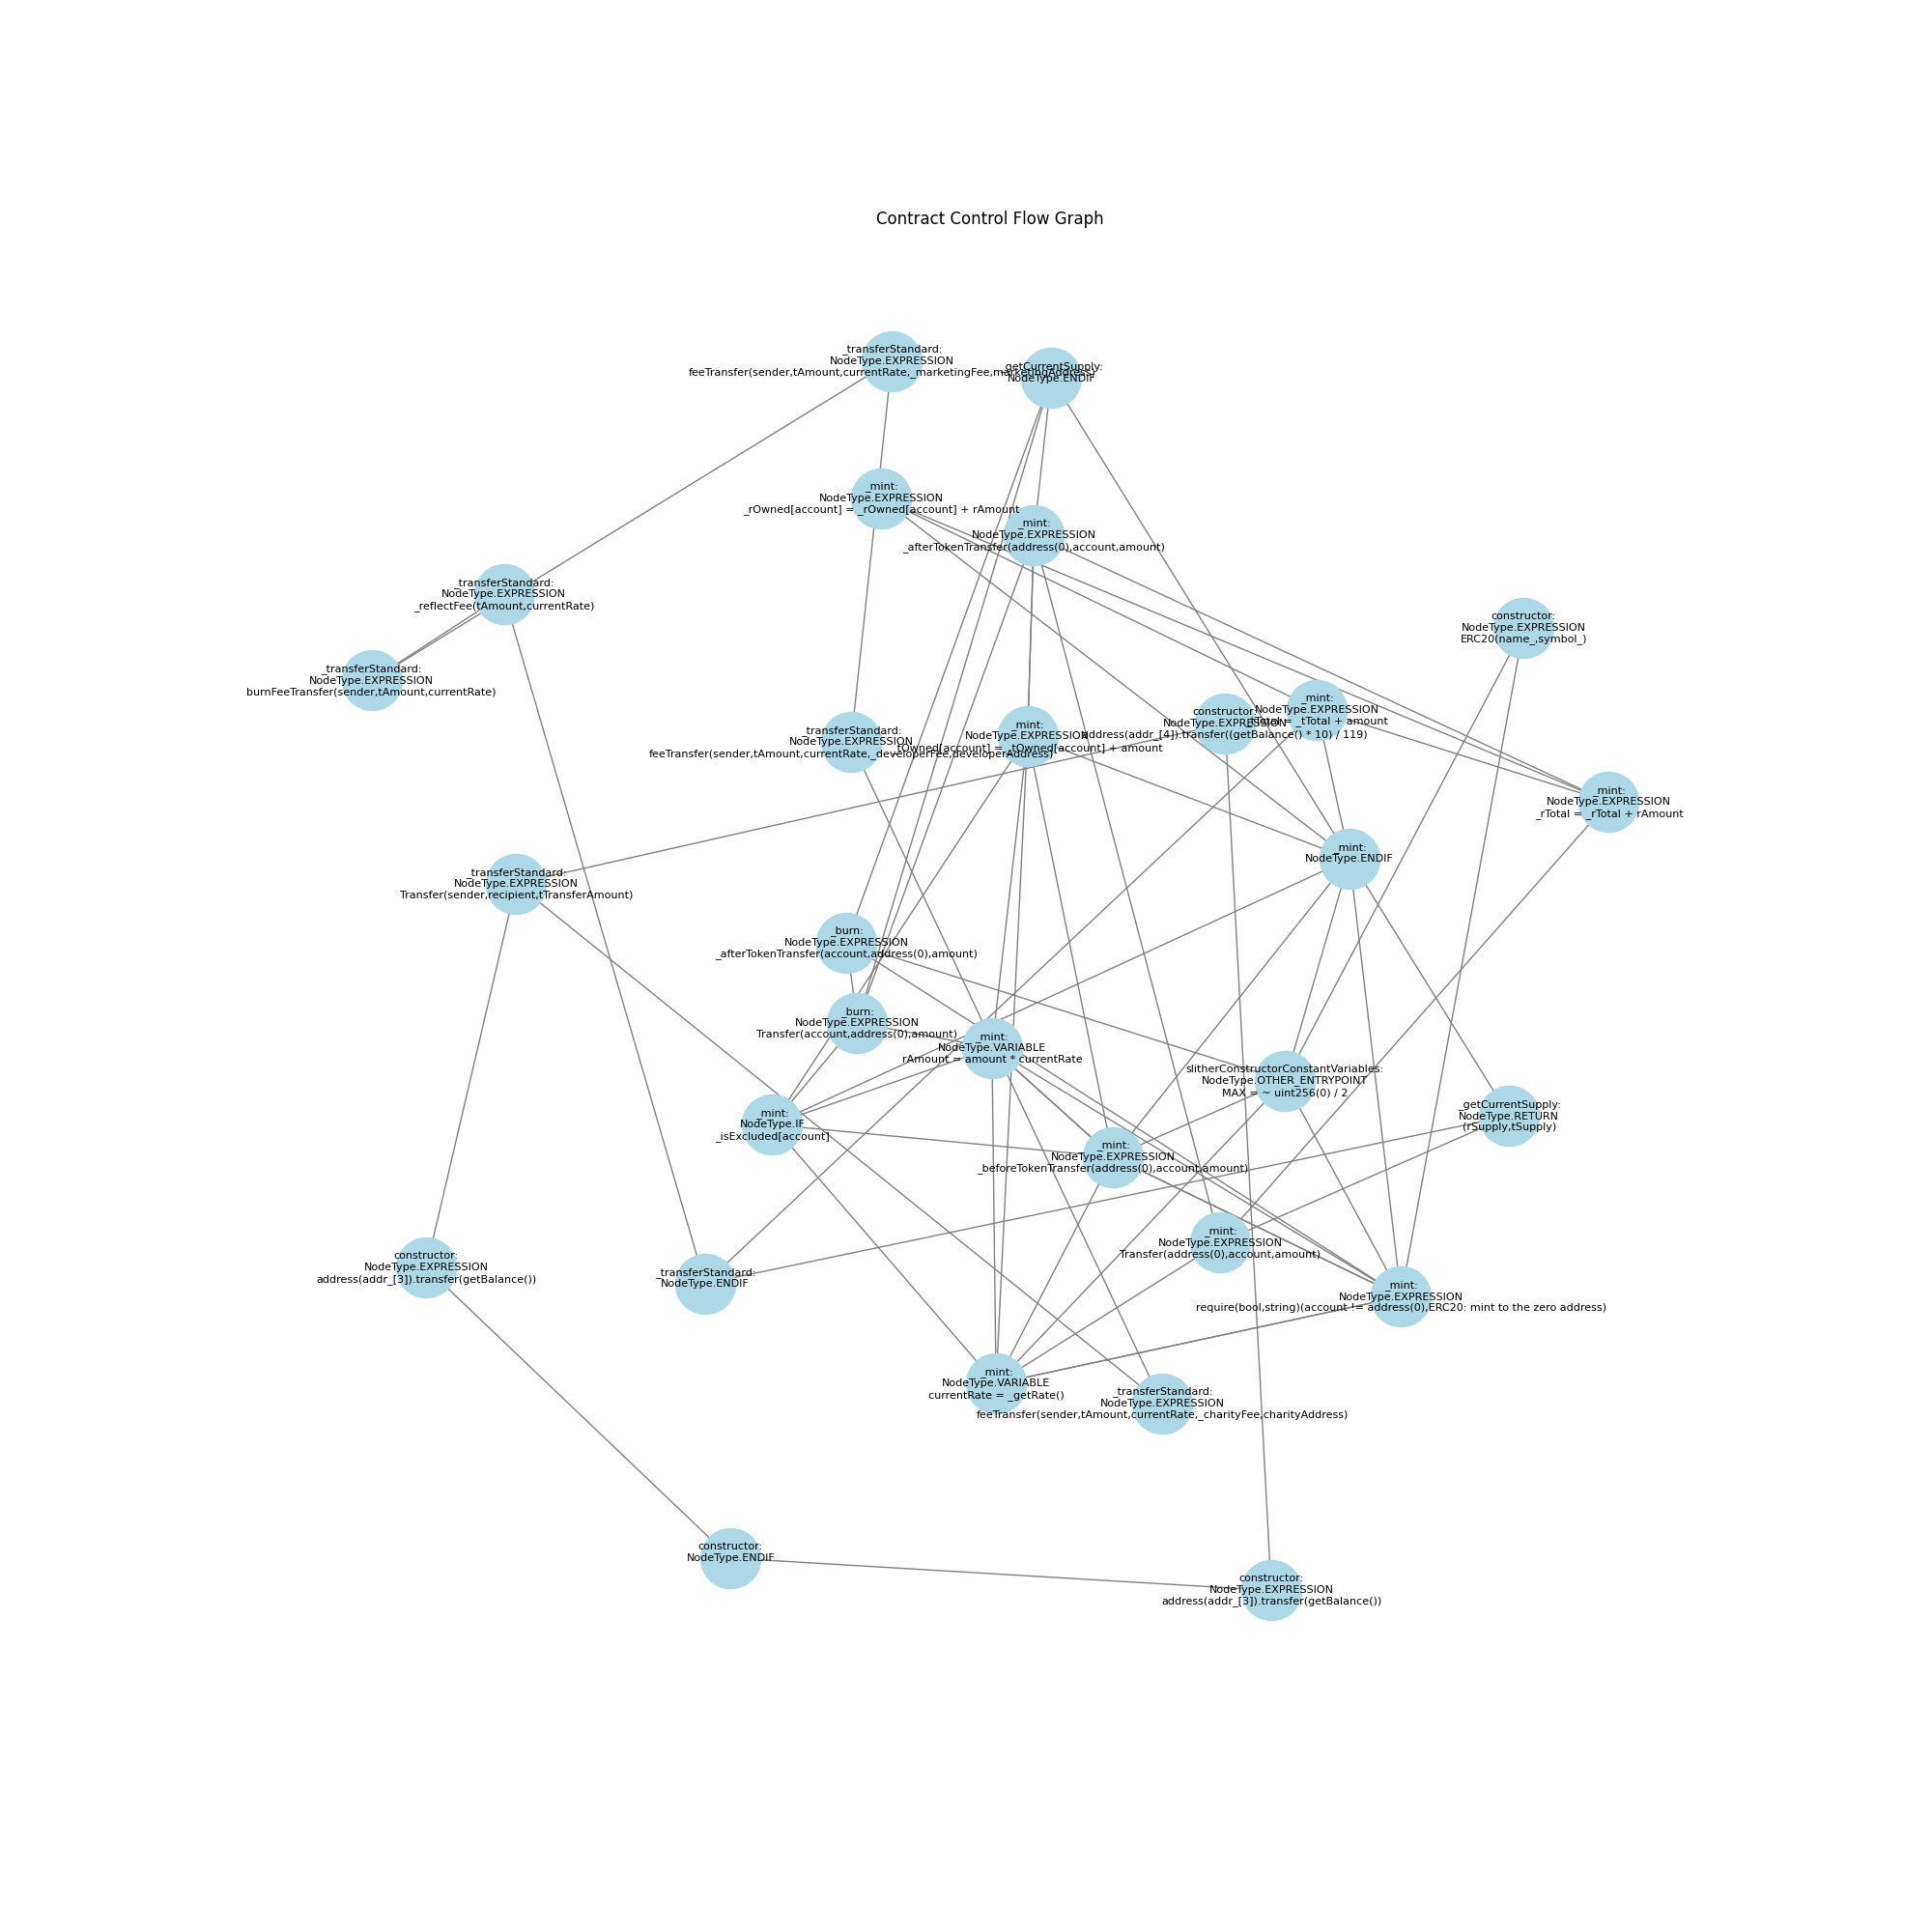 Contract Control Flow Graph
_transferStandard:
NodeType.EXPRESSION
feeTransfer(sender,tAmount,currentRate,_marketingFee,marketingAddress)
_getCurrentSupply:
NodeType.ENDIF
_mint:
NodeType.EXPRESSION
_rOwned[account] = _rOwned[account] + rAmount
_mint:
NodeType.EXPRESSION
_afterTokenTransfer(address(0),account,amount)
_transferStandard:
NodeType.EXPRESSION
_reflectFee(tAmount,currentRate)
constructor:
NodeType.EXPRESSION
ERC20(name_,symbol_)
_transferStandard:
NodeType.EXPRESSION
burnFeeTransfer(sender,tAmount,currentRate)
_mint:
NodeType.EXPRESSION
_tTotal = _tTotal + amount
constructor:
NodeType.EXPRESSION
address(addr_[4]).transfer((getBalance() * 10) / 119)
_mint:
NodeType.EXPRESSION
_tOwned[account] = _tOwned[account] + amount
_transferStandard:
NodeType.EXPRESSION
feeTransfer(sender,tAmount,currentRate,_developerFee,developerAddress)
_mint:
NodeType.EXPRESSION
_rTotal = _rTotal + rAmount
_mint:
NodeType.ENDIF
_transferStandard:
NodeType.EXPRESSION
Transfer(sender,recipient,tTransferAmount)
_burn:
NodeType.EXPRESSION
_afterTokenTransfer(account,address(0),amount)
_burn:
NodeType.EXPRESSION
Transfer(account,address(0),amount)
_mint:
NodeType.VARIABLE
rAmount = amount * currentRate
slitherConstructorConstantVariables:
NodeType.OTHER_ENTRYPOINT
MAX = ~ uint256(0) / 2
_getCurrentSupply:
NodeType.RETURN
(rSupply,tSupply)
_mint:
NodeType.IF
_isExcluded[account]
_mint:
NodeType.EXPRESSION
_beforeTokenTransfer(address(0),account,amount)
_mint:
NodeType.EXPRESSION
Transfer(address(0),account,amount)
constructor:
NodeType.EXPRESSION
address(addr_[3]).transfer(getBalance())
_transferStandard:
NodeType.ENDIF
_mint:
NodeType.EXPRESSION
require(bool,string)(account != address(0),ERC20: mint to the zero address)
_mint:
NodeType.VARIABLE
currentRate = _getRate()
_transferStandard:
NodeType.EXPRESSION
feeTransfer(sender,tAmount,currentRate,_charityFee,charityAddress)
constructor:
NodeType.ENDIF
constructor:
NodeType.EXPRESSION
address(addr_[3]).transfer(getBalance())